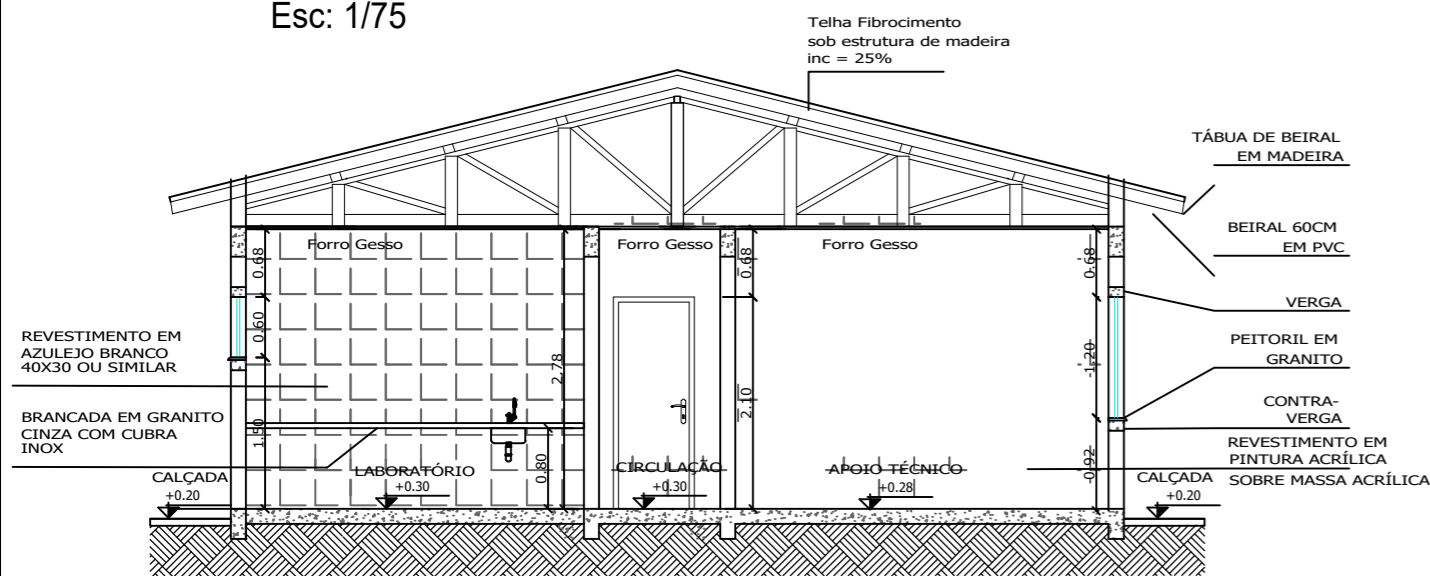 Esc: 1/75
Telha Fibrocimento
sob estrutura de madeira
inc = 25%
TÁBUA DE BEIRAL
EM MADEIRA
BEIRAL 60CM
EM PVC
VERGA
PEITORIL EM
GRANITO
CONTRA-
VERGA
REVESTIMENTO EM
PINTURA ACRÍLICA
SOBRE MASSA ACRÍLICA
REVESTIMENTO EM
AZULEJO BRANCO
40X30 OU SIMILAR
BRANCADA EM GRANITO
CINZA COM CUBRA
INOX
Forro Gesso
Forro Gesso
Forro Gesso
0.68
0.60
1.50
2.78
0.80
0.68
2.10
0.68
1.20
0.92
CALÇADA
+0.20
LABORATÓRIO
+0.30
CIRCULAÇÃO
+0.30
APOIO TÉCNICO
+0.28
CALÇADA
+0.20